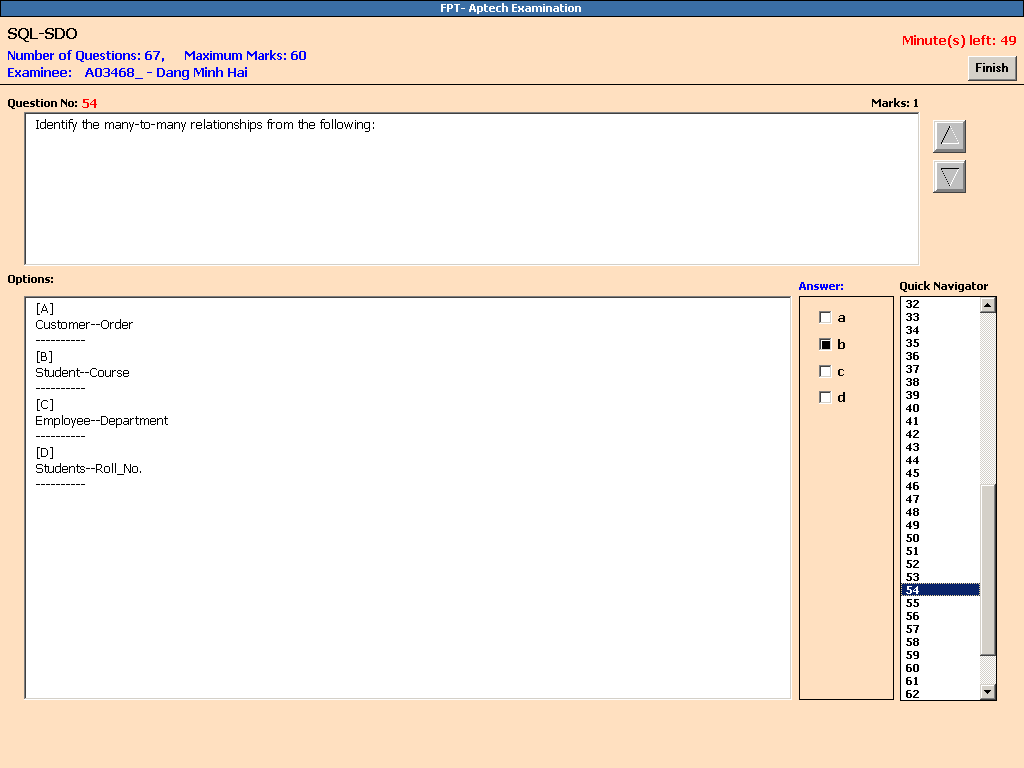 FPT- Aptech Examination
SQL-SDO
Number of Questions: 67, Maximum Marks: 60
Minute(s) left: 49
Examinee: A03468_ - Dang Minh Hai
Finish
Question No: 54
Marks: 1
Identify the many-to-many relationships from the following:
Options:
Answer:
Quick Navigator
[A]
Customer--Order
----------
[B]
Student--Course
----------
[C]
Employee--Department
----------
[D]
Students--Roll_No.
----------
a
b
c
d
32
33
34
35
36
37
38
39
40
41
42
43
44
45
46
47
48
49
50
51
52
53
54
55
56
57
58
59
60
61
62